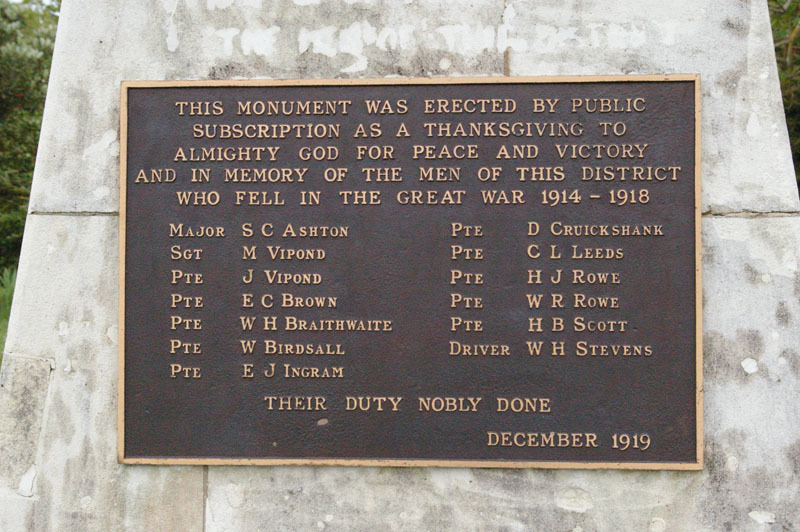 THIS MONUMENT WAS ERECTED BY PUBLIC
SUBSCRIPTION AS A THANKSGIVING TO
ALMIGHTY GOD FOR PEACE AND VICTORY
AND IN MEMORY OF THE MEN OF THIS DISTRICT
WHO FELL IN THE GREAT WAR 1914 – 1918
MAJOR S C ASHTON
SGT M VIPOND
PTE J VIPOND
PTE E C BROWN
PTE W H BRAITHWAITE
PTE W BIRDSALL
PTE E J INGRAM
PTE D CRUICKSHANK
PTE C L LEEDS
PTE H J ROWE
PTE W R ROWE
PTE H B SCOTT
DRIVER W H STEVENS
THEIR DUTY NOBLY DONE
DECEMBER 1919